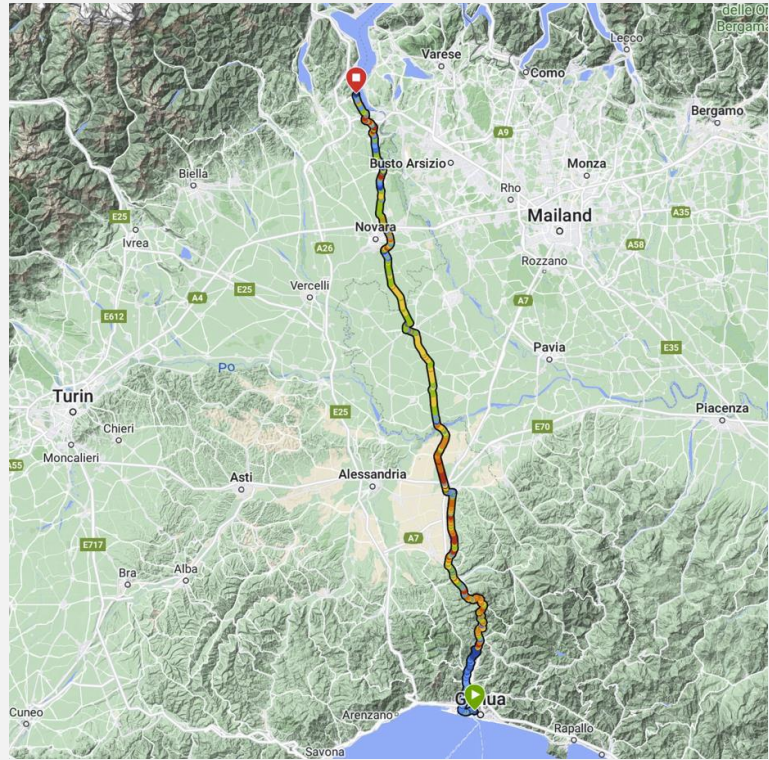 delle Or
Bergama
Lecco
Varese
Como
Bergamo
A9
Busto Arsizio
Monza
Biella
Rho
E25
Mailand
A35
Novara
Ivrea
A26
A58
Rozzano
Vercelli
E25
A4
A7
E612
Pavia
E35
Po
Turin
Piacenza
E25
Chieri
E70
Moncalieri
A55
Asti
Alessandria
A7
E717
Bra
Alba
Cuneo
Arenzano
Rapallo
Savona